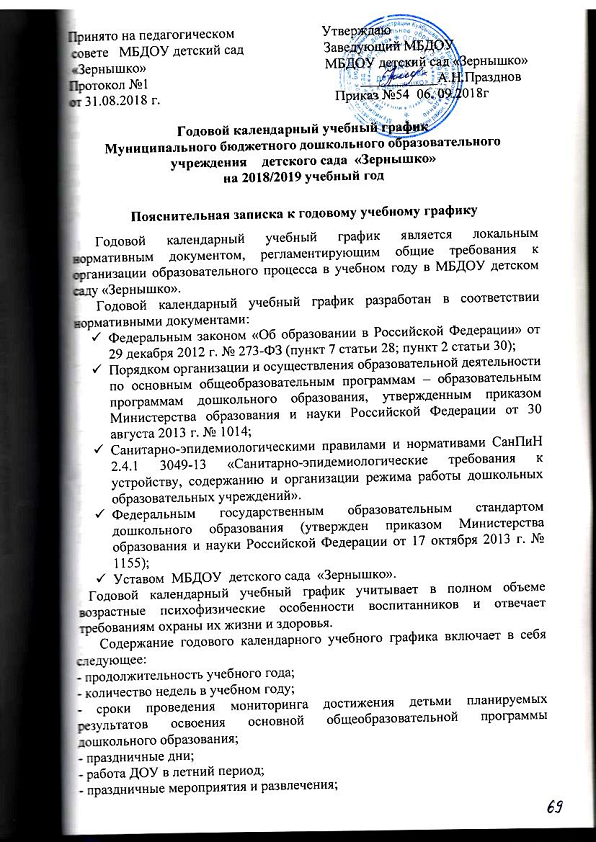 Принято на педагогическом
совете МБДОУ детский сад
«Зернышко»
Протокол №1
от 31.08.2018 г.
Утверждаю
Заведующий МБДОУ
МБДОУ детский сад «Зернышко»
А.Н.Празднов
Приказ №54 06. 09.2018г
Годовой календарный учебный график
Муниципального бюджетного дошкольного образовательного
учреждения детского сада «Зернышко»
на 2018/2019 учебный год
Пояснительная записка к годовому учебному графику
Годовой календарный учебный график является локальным
нормативным документом, регламентирующим общие требования к
организации образовательного процесса в учебном году в МБДОУ детском
саду «Зернышко».
Годовой календарный учебный график разработан в соответствии
нормативными документами:
✓ Федеральным законом «Об образовании в Российской Федерации» от
29 декабря 2012 г. № 273-ФЗ (пункт 7 статьи 28; пункт 2 статьи 30);
✓ Порядком организации и осуществления образовательной деятельности
по основным общеобразовательным программам – образовательным
программам дошкольного образования, утвержденным приказом
Министерства образования и науки Российской Федерации от 30
августа 2013 г. № 1014;
✓ Санитарно-эпидемиологическими правилами и нормативами СанПиН
2.4.1 3049-13 «Санитарно-эпидемиологические требования к
устройству, содержанию и организации режима работы дошкольных
образовательных учреждений».
✓ Федеральным государственным образовательным стандартом
дошкольного образования (утвержден приказом Министерства
образования и науки Российской Федерации от 17 октября 2013 г. №
1155);
✓ Уставом МБДОУ детского сада «Зернышко».
Годовой календарный учебный график учитывает в полном объеме
возрастные психофизические особенности воспитанников и отвечает
требованиям охраны их жизни и здоровья.
Содержание годового календарного учебного графика включает в себя
следующее:
- продолжительность учебного года;
- количество недель в учебном году;
- сроки проведения мониторинга достижения детьми планируемых
результатов освоения основной общеобразовательной программы
дошкольного образования;
- праздничные дни;
- работа ДОУ в летний период;
- праздничные мероприятия и развлечения;
69